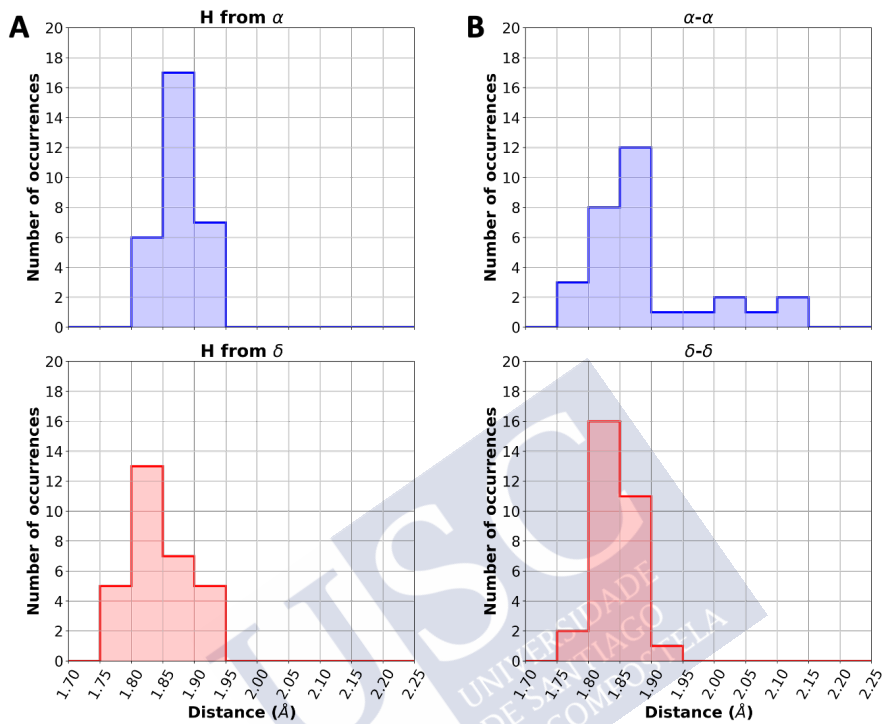 A
H from α
Number of occurrences
20
18
16
14
12
10
8
6
4
2
0
B
α-α
Number of occurrences
20
18
16
14
12
10
8
6
4
2
0
H from δ
Number of occurrences
20
18
16
14
12
10
8
6
4
2
0
1.70 1.75 1.80 1.85 1.90 1.95 2.00 2.05 2.10 2.15 2.20 2.25
Distance (Å)
δ-δ
Number of occurrences
20
18
16
14
12
10
8
6
4
2
0
1.70 1.75 1.80 1.85 1.90 1.95 2.00 2.05 2.10 2.15 2.20 2.25
Distance (Å)
USC
UNIVERSIDADE
DE SANTIAGO
DE COMPOSTELA